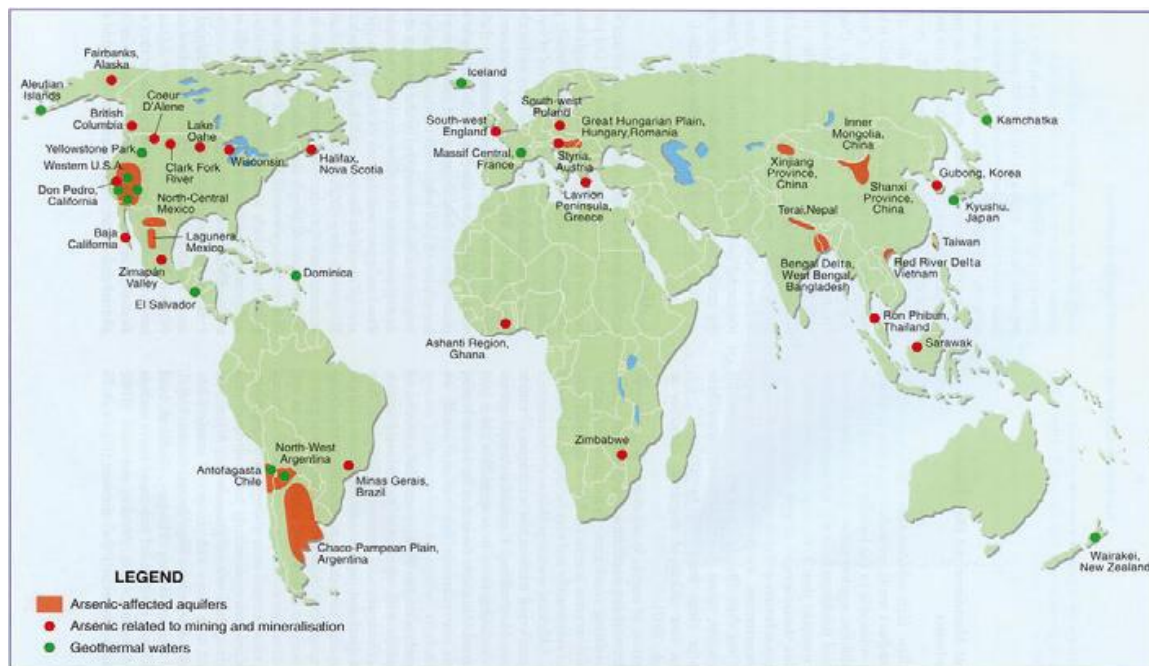 Fairbanks,
Alaska
Aleutian
Islands
Coeur
D'Alene
British
Columbia
Lake
Oahe
Yellowstone Park
Western U.S.A.
Clark Fork
River
Wisconsin,
Halifax,
Nova Scotia
Don Pedro,
California
North-Central
Mexico
Baja
California
Lagunera,
Mexico
Zimapán
Valley
El Salvador
Dominica
Iceland
South-west
Poland
South-west
England
Great Hungarian Plain,
Hungary,Romania
Massif Central,
France
Styria,
Austria
Lavrion
Peninsula,
Greece
Inner
Mongolia,
China
Kamchatka
Xinjiang
Province,
China
Shanxi
Province,
China
Gubong, Korea
Kyushu,
Japan
Terai,Nepal
Taiwan
Bengal Delta,
West Bengal,
Bangladesh
Red River Delta
Vietnam
Ron Phibun,
Thailand
Sarawak
Ashanti Region,
Ghana
Zimbabwe
North-West
Argentina
Antofagasta
Chile
Minas Gerais,
Brazil
Chaco-Pampean Plain,
Argentina
Wairakei,
New Zealand
LEGEND
Arsenic-affected aquifers
Arsenic related to mining and mineralisation
Geothermal waters